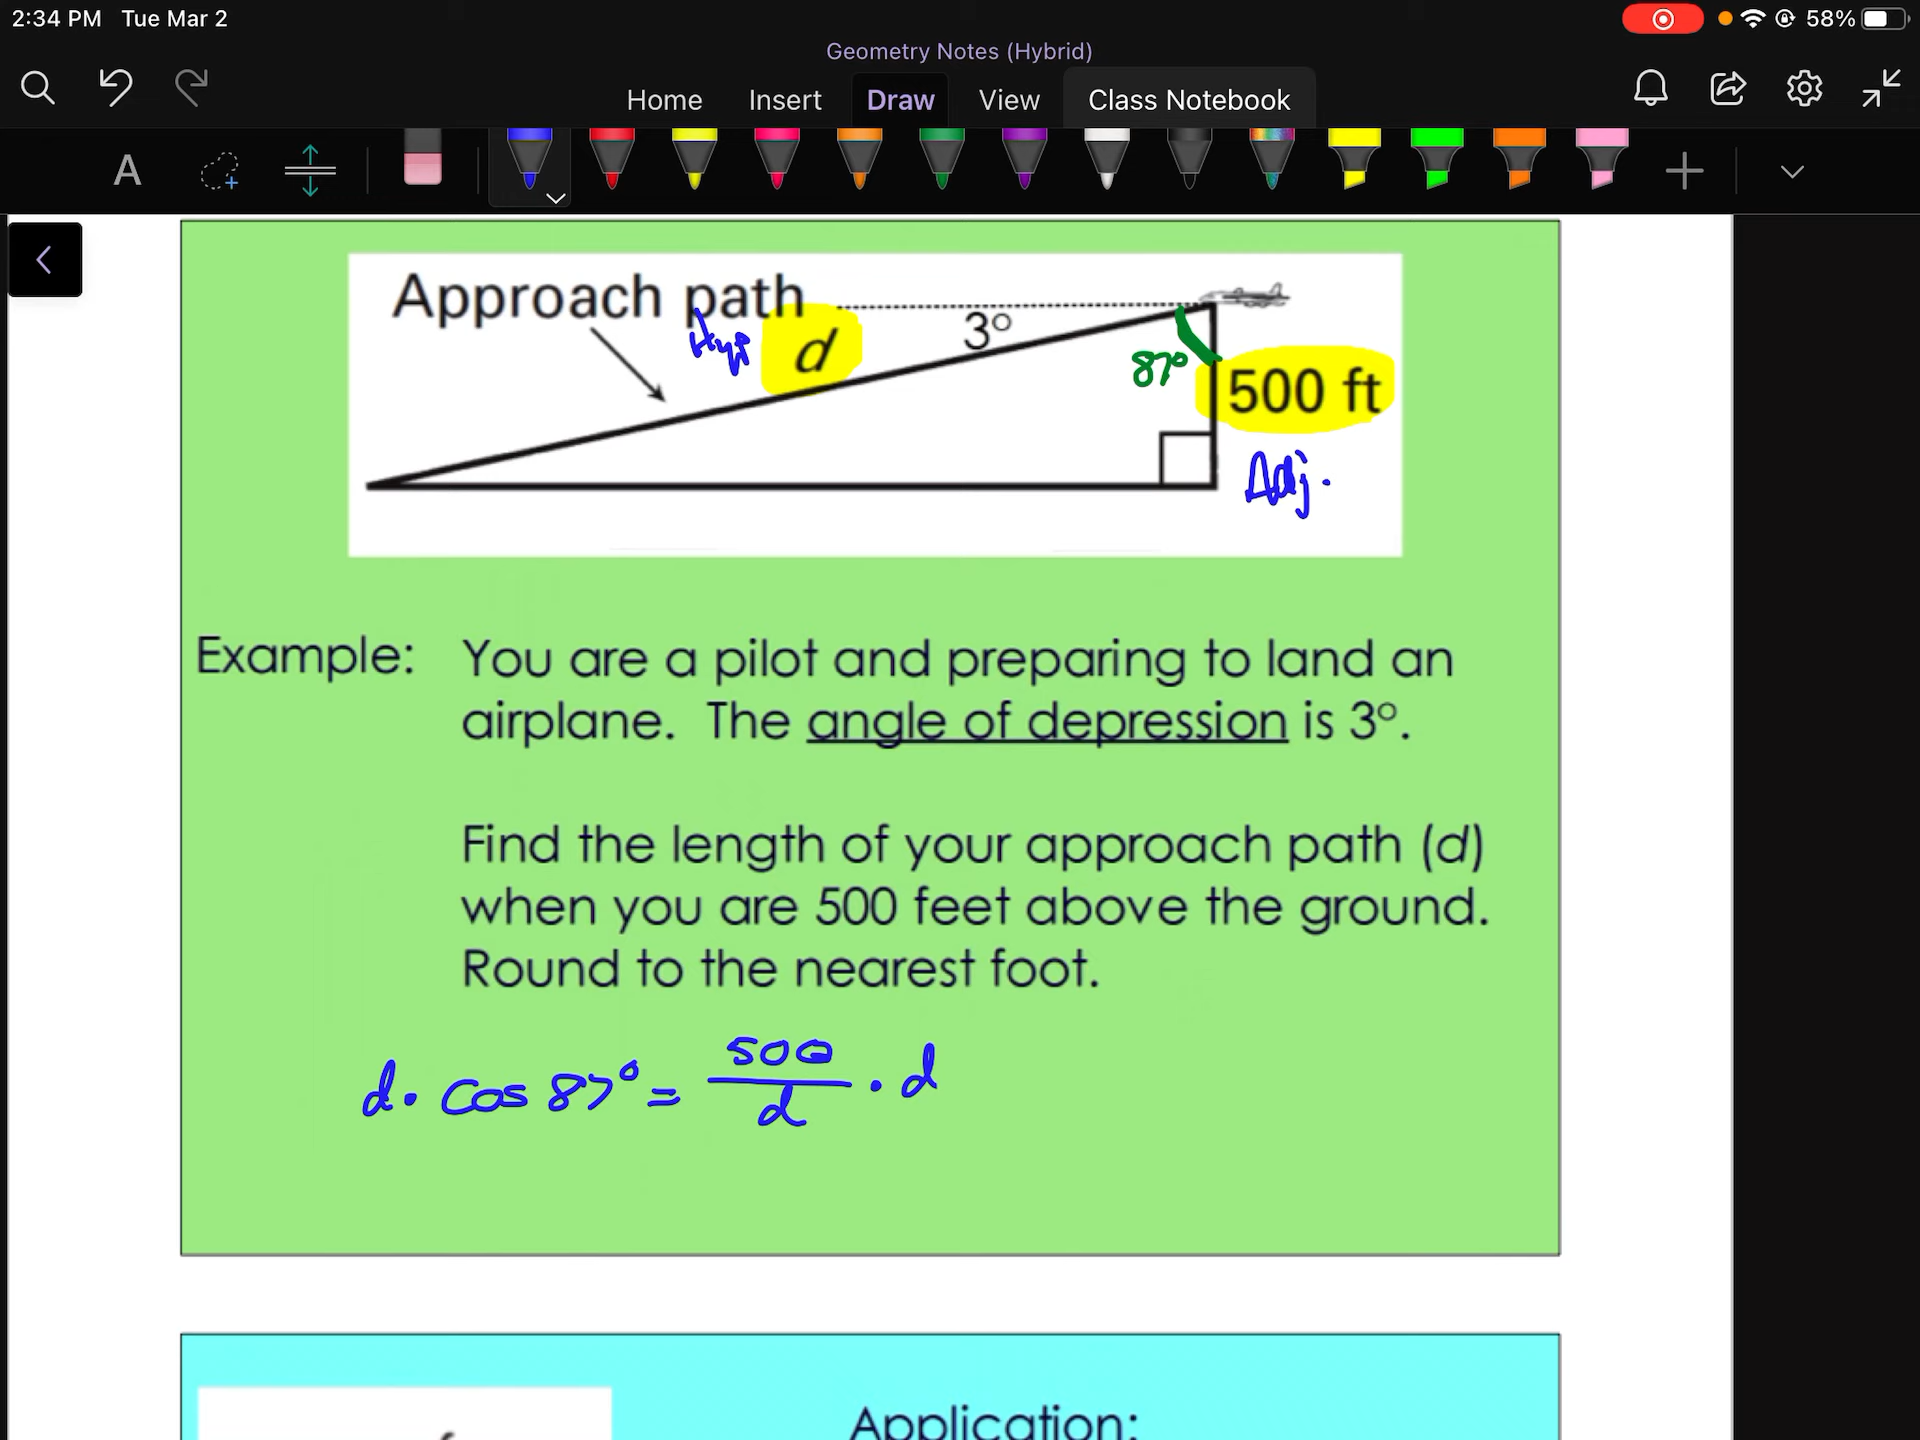 2:34 PM Tue Mar 2
58%
Geometry Notes (Hybrid)
Home Insert Draw View Class Notebook
A
Approach path
Hyp d 3°
87° 500 ft
Adj.
Example: You are a pilot and preparing to land an
airplane. The angle of depression is 3°.
Find the length of your approach path (d)
when you are 500 feet above the ground.
Round to the nearest foot.
d · cos 87° = 500/d · d
Application: